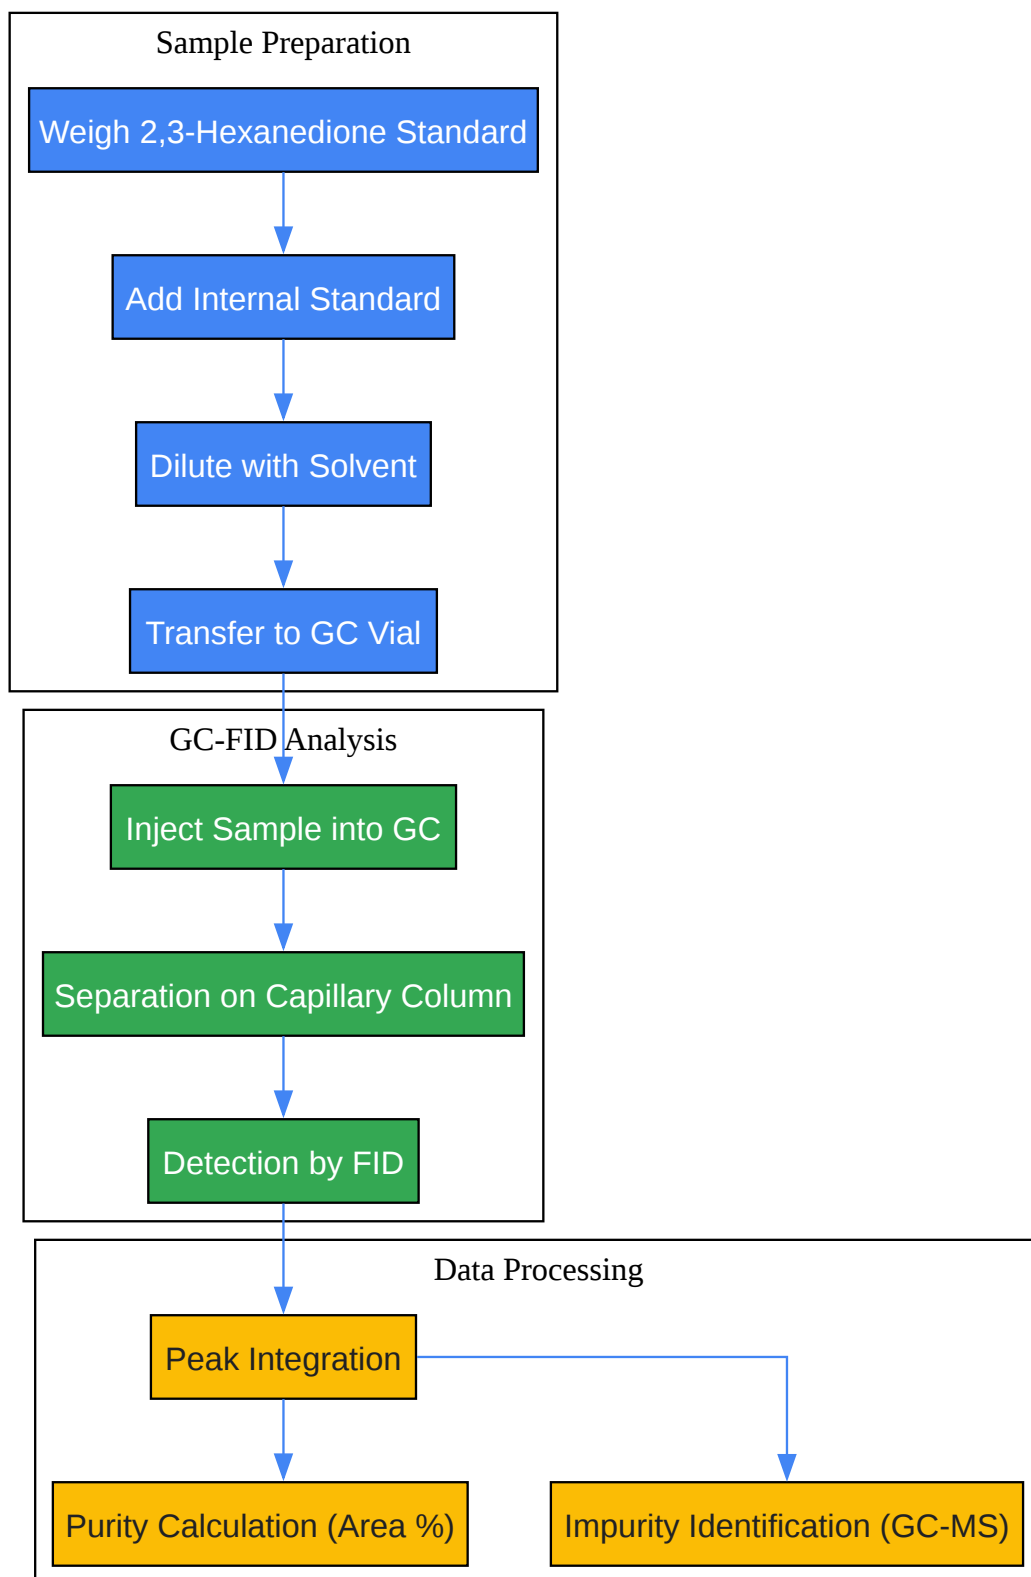 Sample Preparation
Weigh 2,3-Hexanedione Standard
Add Internal Standard
Dilute with Solvent
Transfer to GC Vial
GC-FID Analysis
Inject Sample into GC
Separation on Capillary Column
Detection by FID
Data Processing
Peak Integration
Purity Calculation (Area %)
Impurity Identification (GC-MS)